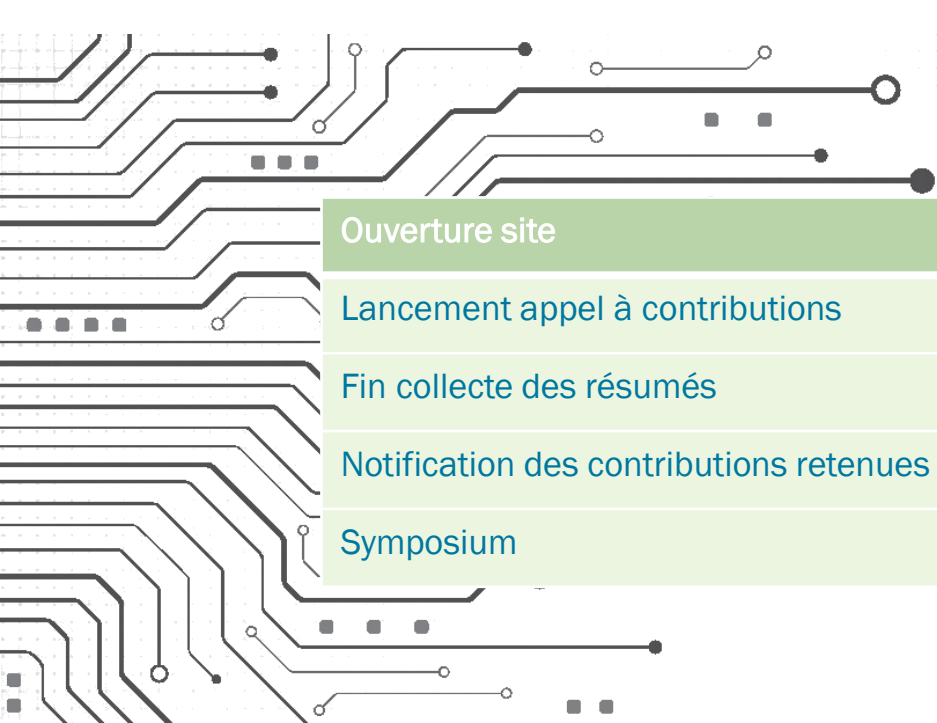 Ouverture site
Lancement appel à contributions
Fin collecte des résumés
Notification des contributions retenues
Symposium